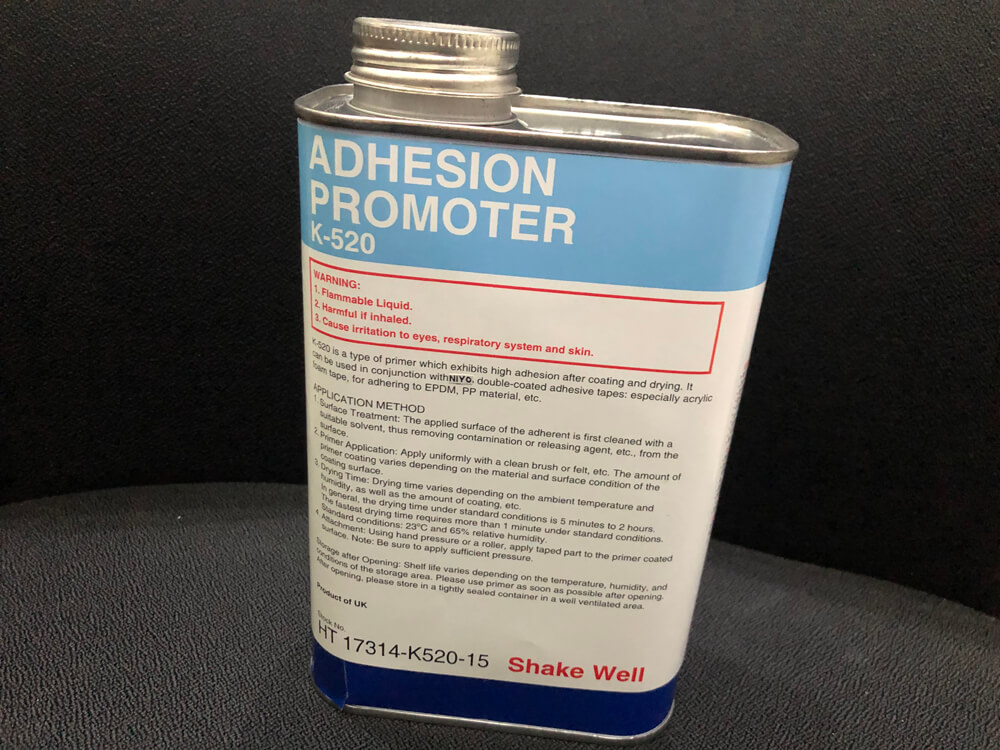 ADHESION
PROMOTER
K-520
WARNING:
1. Flammable Liquid.
2. Harmful if inhaled.
3. Cause irritation to eyes, respiratory system and skin.
K-520 is a type of primer which exhibits high adhesion after coating and drying. It
can be used in conjunction with NIYO. double-coated adhesive tapes: especially acrylic
foam tape, for adhering to EPDM, PP material, etc.
APPLICATION METHOD
1. Surface Treatment: The applied surface of the adherent is first cleaned with a
suitable solvent, thus removing contamination or releasing agent, etc., from the
surface.
2. Primer Application: Apply uniformly with a clean brush or felt, etc. The amount of
primer coating varies depending on the material and surface condition of the
coating surface.
3. Drying Time: Drying time varies depending on the ambient temperature and
humidity, as well as the amount of coating, etc.
In general, the drying time under standard conditions is 5 minutes to 2 hours.
The fastest drying time requires more than 1 minute under standard conditions.
Standard conditions: 23°C and 65% relative humidity.
4. Attachment: Using hand pressure or a roller, apply taped part to the primer coated
surface. Note: Be sure to apply sufficient pressure.
Storage after Opening: Shelf life varies depending on the temperature, humidity, and
conditions of the storage area. Please use primer as soon as possible after opening.
After opening, please store in a tightly sealed container in a well ventilated area.
Product of UK
Stock No.
HT 17314-K520-15
Shake Well